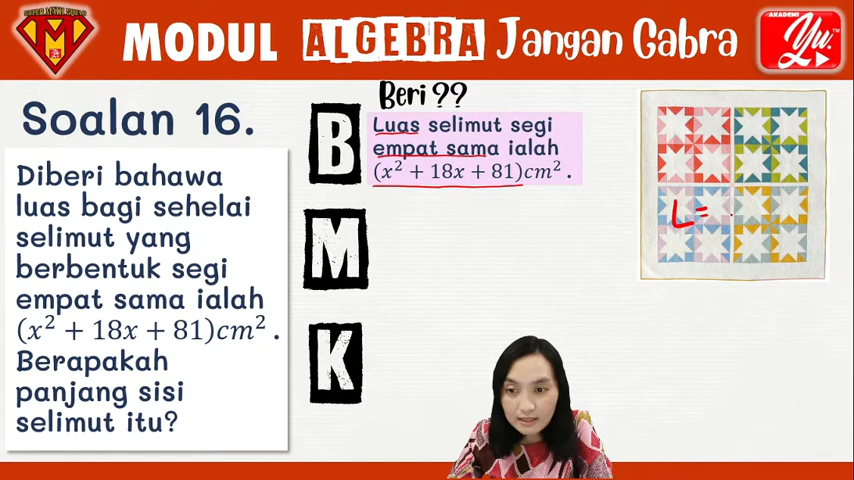 MODUL ALGEBRA Jangan Gabra
AKADEMI
Yu
TM
M
Soalan 16.
Diberi bahawa
luas bagi sehelai
selimut yang
berbentuk segi
empat sama ialah
(x² + 18x + 81)cm² .
Berapakah
panjang sisi
selimut itu?
B
Beri ??
Luas selimut segi
empat sama ialah
(x² + 18x + 81)cm² .
M
K
L=